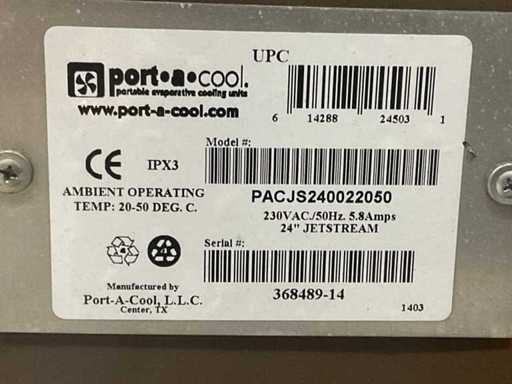 port•a•cool.
portable evaporative cooling units
www.port-a-cool.com
UPC
6 14288 24503 1
Model #:
CE IPX3
PACJS240022050
AMBIENT OPERATING
TEMP: 20-50 DEG. C.
230VAC./50Hz. 5.8Amps
24" JETSTREAM
Serial #:
368489-14
Manufactured by
Port-A-Cool, L.L.C.
Center, TX
1403